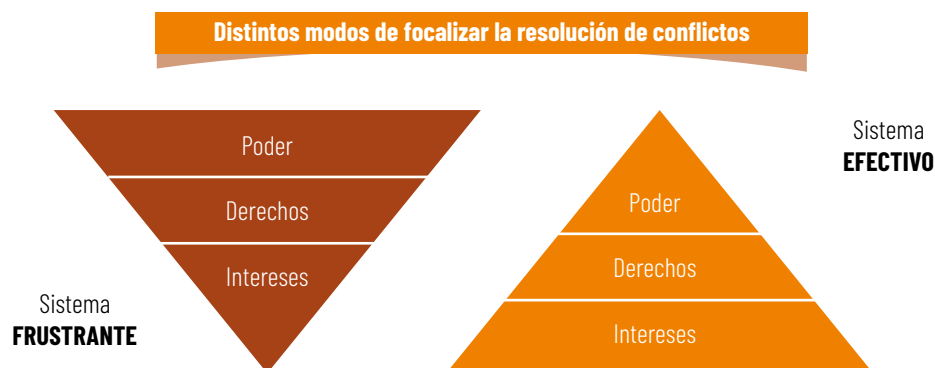 Distintos modos de focalizar la resolución de conflictos
Poder
Derechos
Intereses
Sistema
FRUSTRANTE
Sistema
EFECTIVO
Poder
Derechos
Intereses